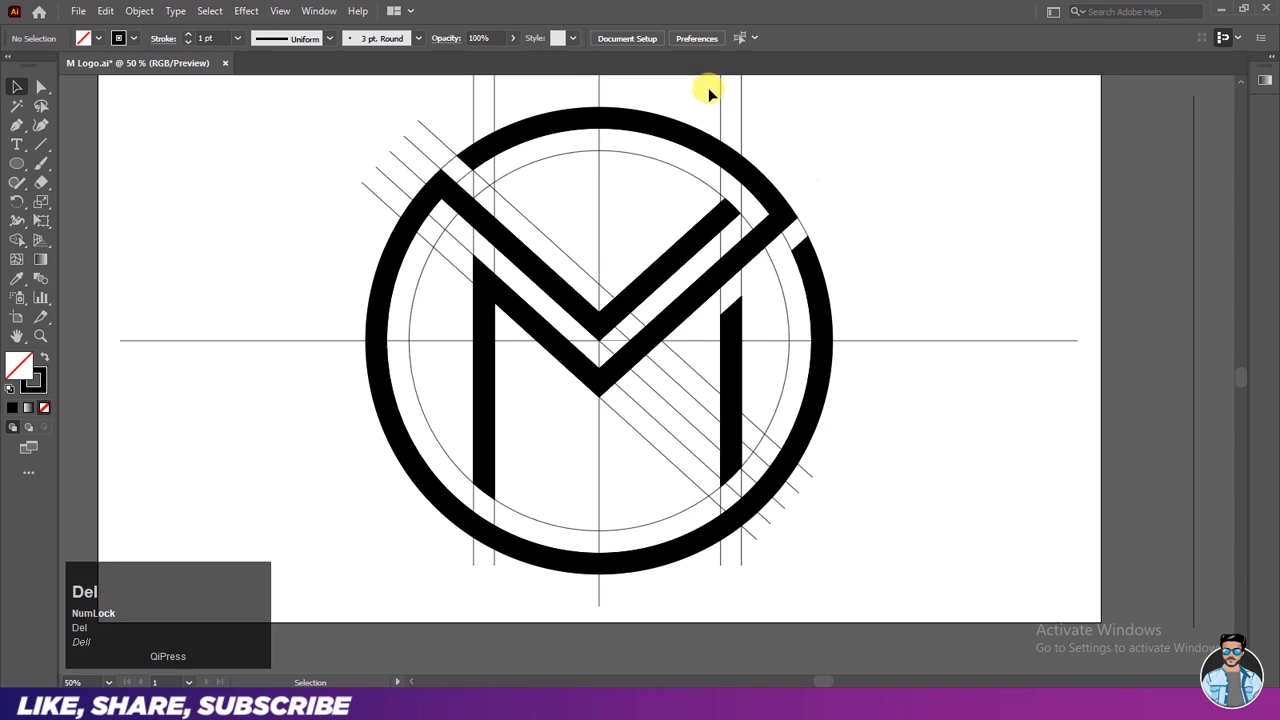 Ai File Edit Object Type Select Effect View Window Help Search Adobe Help
No Selection Stroke: 1 pt Uniform 3 pt. Round Opacity: 100% Style: Document Setup Preferences
M Logo.ai* @ 50 % (RGB/Preview)
Del
NumLock
Del
Dell
QiPress
Activate Windows
Go to Settings to activate Windows
50% 1 Selection
LIKE, SHARE, SUBSCRIBE